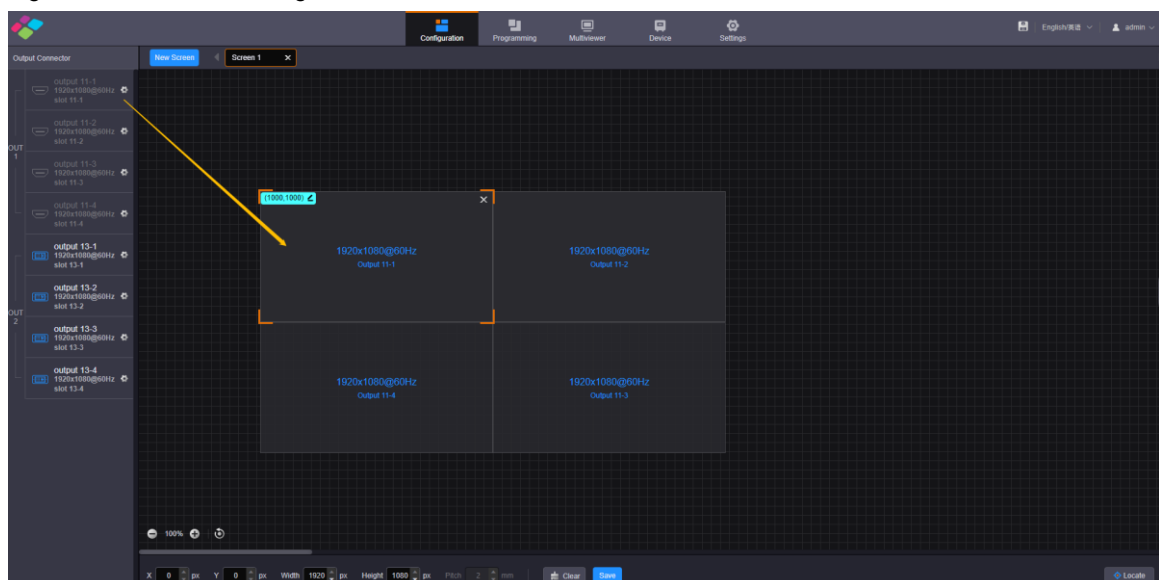 Configuration
Programming
Multiviewer
Device
Settings
English/英语
admin
Output Connector
New Screen
Screen 1
output 11-1
1920x1080@60Hz
slot 11-1
output 11-2
1920x1080@60Hz
slot 11-2
OUT
1
output 11-3
1920x1080@60Hz
slot 11-3
output 11-4
1920x1080@60Hz
slot 11-4
output 13-1
1920x1080@60Hz
slot 13-1
output 13-2
1920x1080@60Hz
slot 13-2
OUT
2
output 13-3
1920x1080@60Hz
slot 13-3
output 13-4
1920x1080@60Hz
slot 13-4
(1000,1000)
1920x1080@60Hz
Output 11-1
1920x1080@60Hz
Output 11-2
1920x1080@60Hz
Output 11-4
1920x1080@60Hz
Output 11-3
100%
X 0 px Y 0 px Width 1920 px Height 1080 px Pitch 2 mm Clear Save Locate